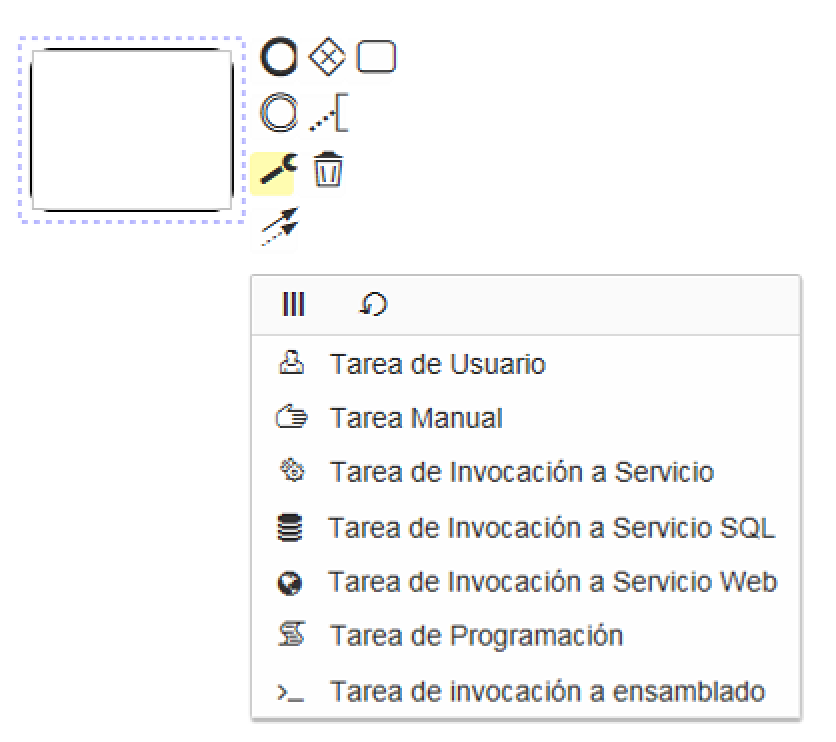 Tarea de Usuario
Tarea Manual
Tarea de Invocación a Servicio
Tarea de Invocación a Servicio SQL
Tarea de Invocación a Servicio Web
Tarea de Programación
Tarea de invocación a ensamblado